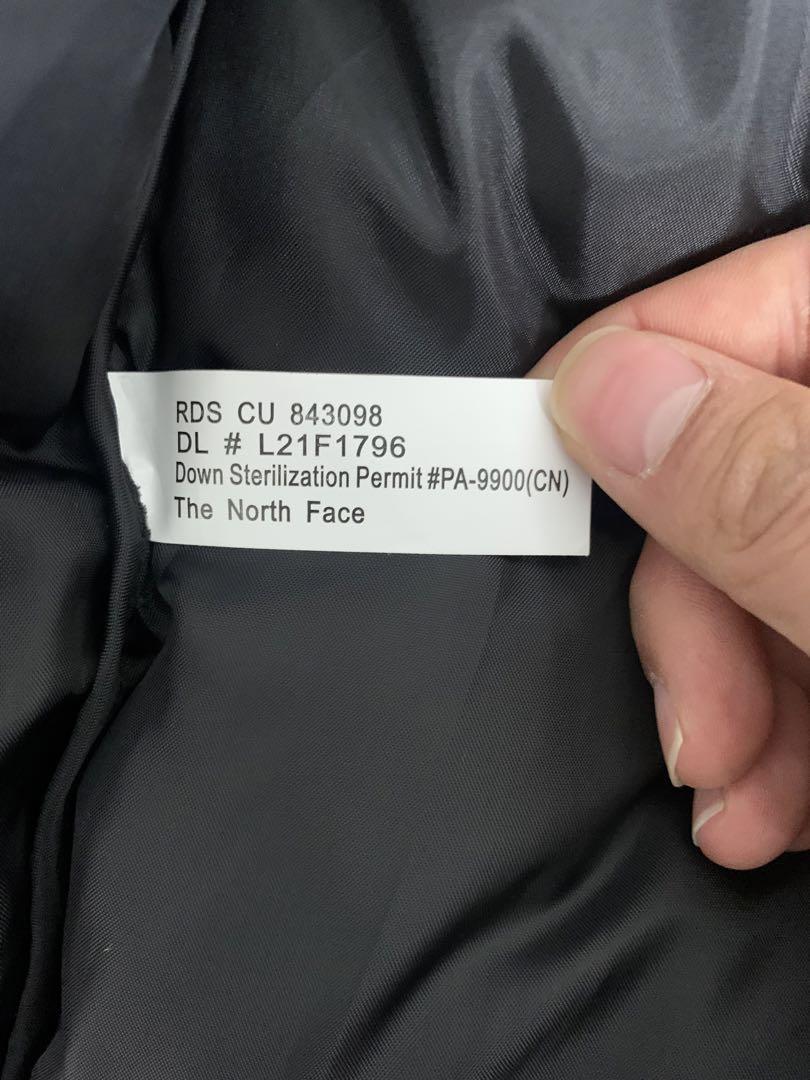 RDS CU 843098
DL # L21F1796
Down Sterilization Permit #PA-9900(CN)
The North Face